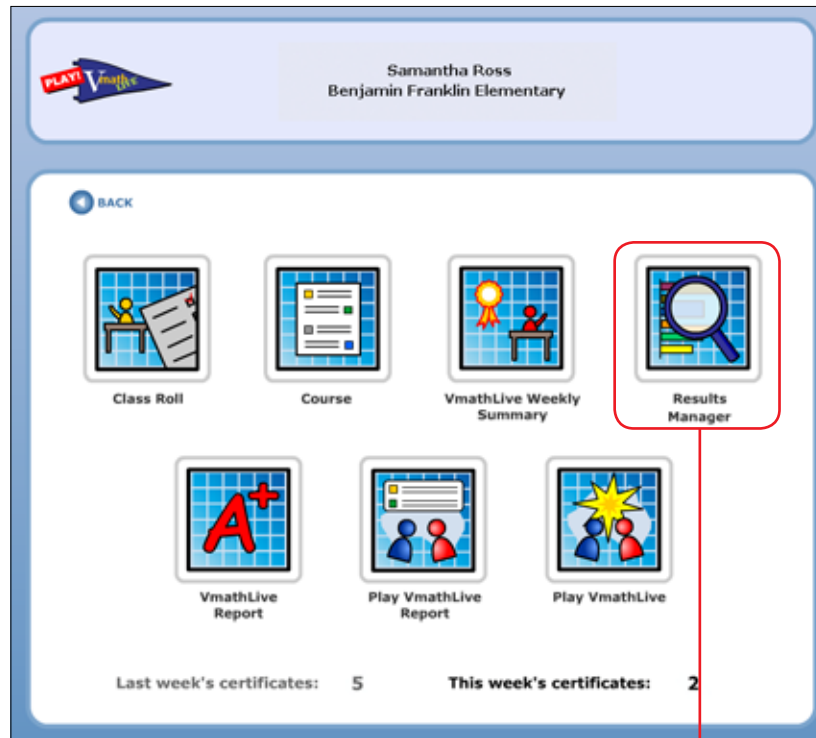 PLAY! Vmath LIVE
Samantha Ross
Benjamin Franklin Elementary
BACK
Class Roll
Course
VmathLive Weekly
Summary
Results
Manager
A+
VmathLive
Report
Play VmathLive
Report
Play VmathLive
Last week's certificates: 5 This week's certificates: 2